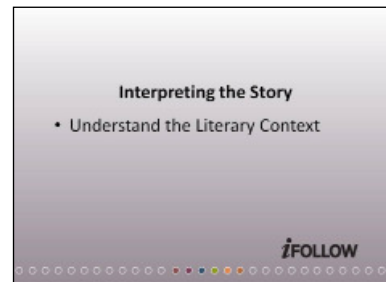 Interpreting the Story
• Understand the Literary Context
iFOLLOW